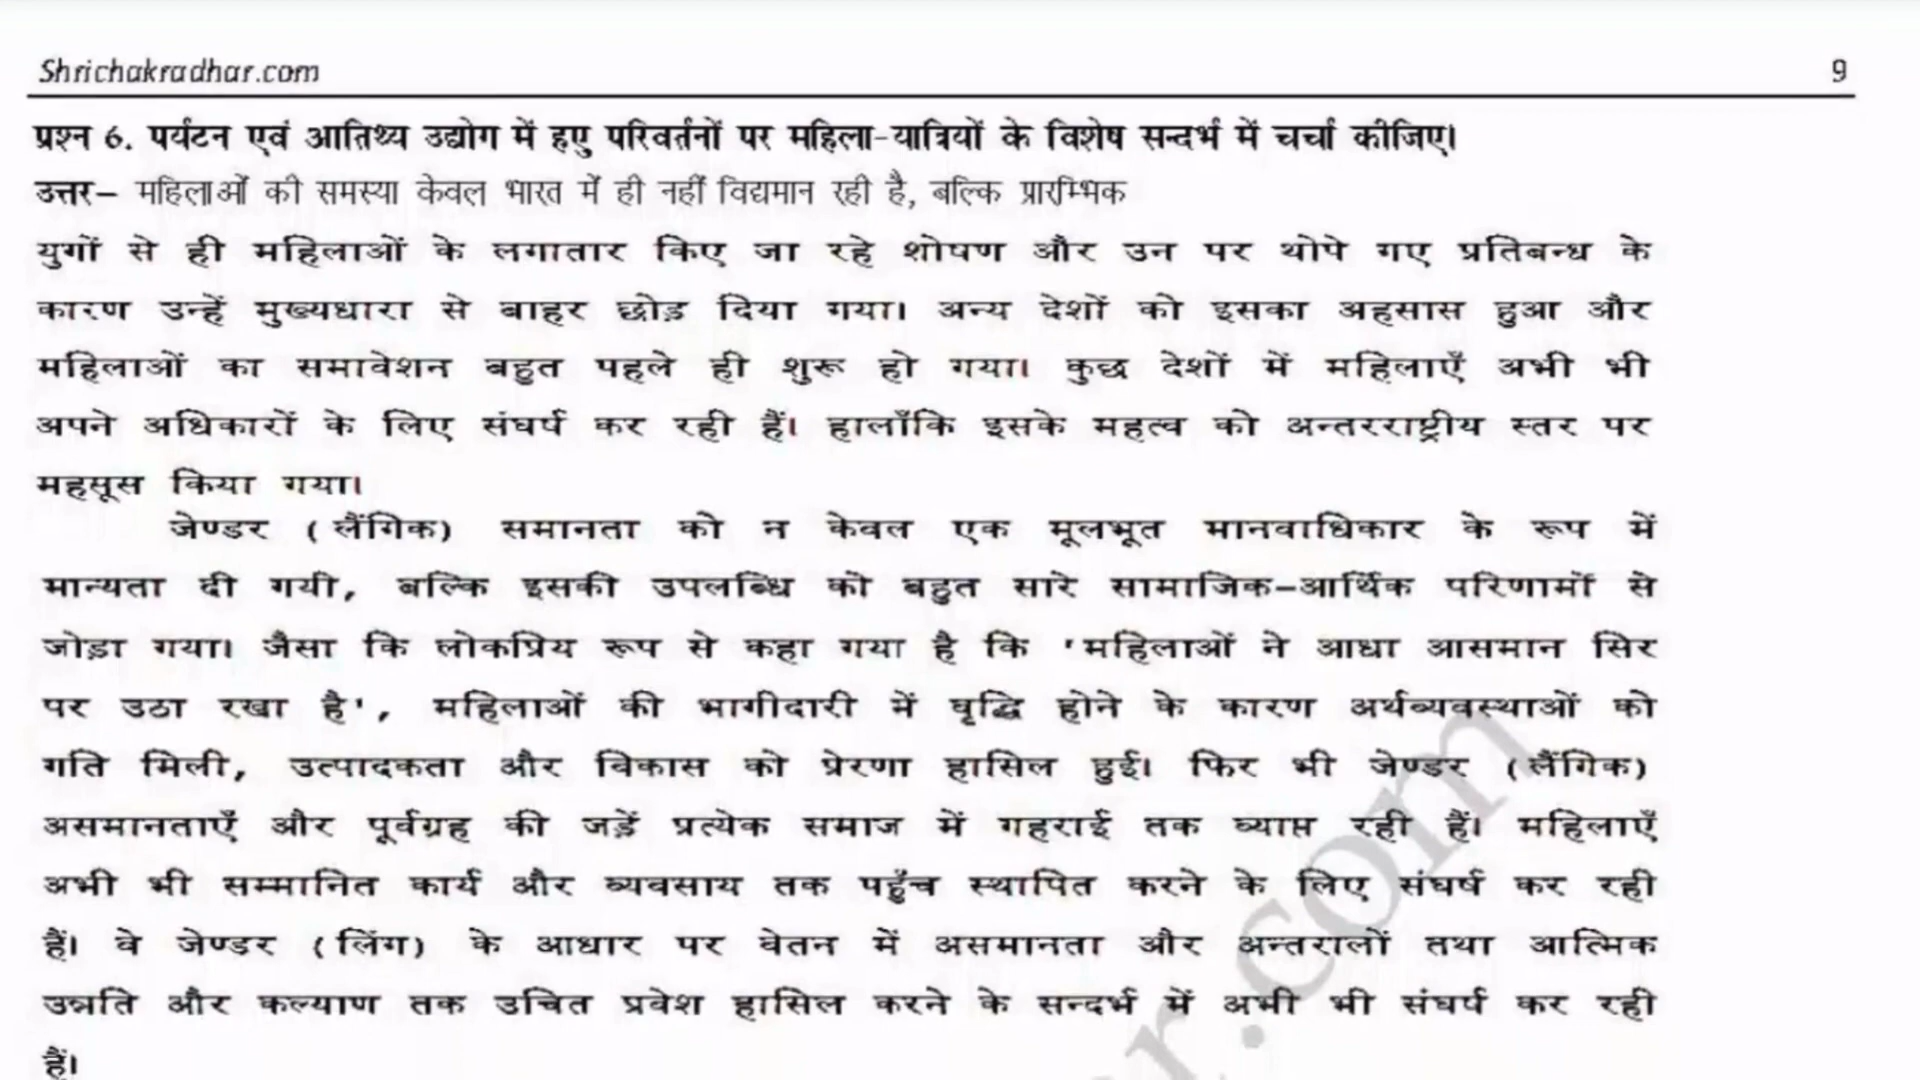 Shrichakradhar.com 9
प्रश्न 6. पर्यटन एवं आतिथ्य उद्योग में हुए परिवर्तनों पर महिला-यात्रियों के विशेष सन्दर्भ में चर्चा कीजिए।
उत्तर– महिलाओं की समस्या केवल भारत में ही नहीं विद्यमान रही है, बल्कि प्रारम्भिक
युगों से ही महिलाओं के लगातार किए जा रहे शोषण और उन पर थोपे गए प्रतिबन्ध के
कारण उन्हें मुख्यधारा से बाहर छोड़ दिया गया। अन्य देशों को इसका अहसास हुआ और
महिलाओं का समावेशन बहुत पहले ही शुरू हो गया। कुछ देशों में महिलाएँ अभी भी
अपने अधिकारों के लिए संघर्ष कर रही हैं। हालाँकि इसके महत्व को अन्तरराष्ट्रीय स्तर पर
महसूस किया गया।
जेण्डर (लैंगिक) समानता को न केवल एक मूलभूत मानवाधिकार के रूप में
मान्यता दी गयी, बल्कि इसकी उपलब्धि को बहुत सारे सामाजिक–आर्थिक परिणामों से
जोड़ा गया। जैसा कि लोकप्रिय रूप से कहा गया है कि 'महिलाओं ने आधा आसमान सिर
पर उठा रखा है', महिलाओं की भागीदारी में वृद्धि होने के कारण अर्थव्यवस्थाओं को
गति मिली, उत्पादकता और विकास को प्रेरणा हासिल हुई। फिर भी जेण्डर (लैंगिक)
असमानताएँ और पूर्वग्रह की जड़ें प्रत्येक समाज में गहराई तक व्याप्त रही हैं। महिलाएँ
अभी भी सम्मानित कार्य और व्यवसाय तक पहुँच स्थापित करने के लिए संघर्ष कर रही
हैं। वे जेण्डर (लिंग) के आधार पर वेतन में असमानता और अन्तरालों तथा आत्मिक
उन्नति और कल्याण तक उचित प्रवेश हासिल करने के सन्दर्भ में अभी भी संघर्ष कर रही
हैं।
r.com